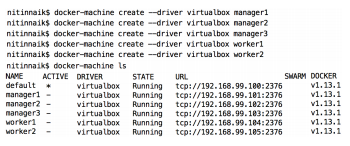 nitinnaik$ docker-machine create --driver virtualbox manager1
nitinnaik$ docker-machine create --driver virtualbox manager2
nitinnaik$ docker-machine create --driver virtualbox manager3
nitinnaik$ docker-machine create --driver virtualbox worker1
nitinnaik$ docker-machine create --driver virtualbox worker2
nitinnaik$ docker-machine ls
NAME ACTIVE DRIVER STATE URL SWARM DOCKER
default * virtualbox Running tcp://192.168.99.100:2376 v1.13.1
manager1 - virtualbox Running tcp://192.168.99.101:2376 v1.13.1
manager2 - virtualbox Running tcp://192.168.99.102:2376 v1.13.1
manager3 - virtualbox Running tcp://192.168.99.103:2376 v1.13.1
worker1 - virtualbox Running tcp://192.168.99.104:2376 v1.13.1
worker2 - virtualbox Running tcp://192.168.99.105:2376 v1.13.1